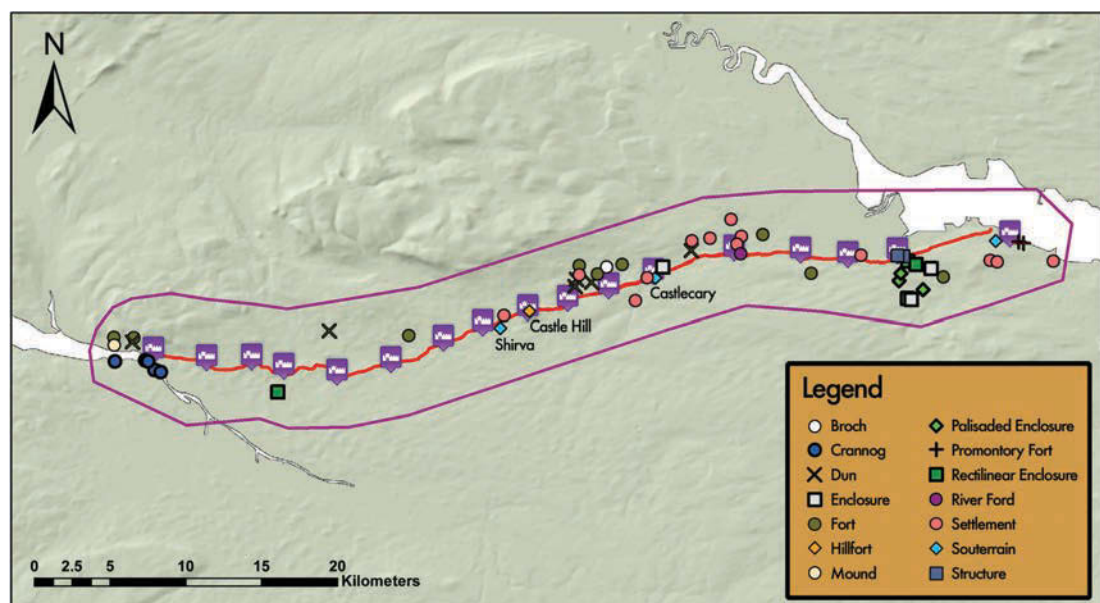 N
Castlecary
Castle Hill
Shirva
Legend
Broch
Crannog
Dun
Enclosure
Fort
Hillfort
Mound
Palisaded Enclosure
Promontory Fort
Rectilinear Enclosure
River Ford
Settlement
Souterrain
Structure
0 2.5 5 10 15 20
Kilometers